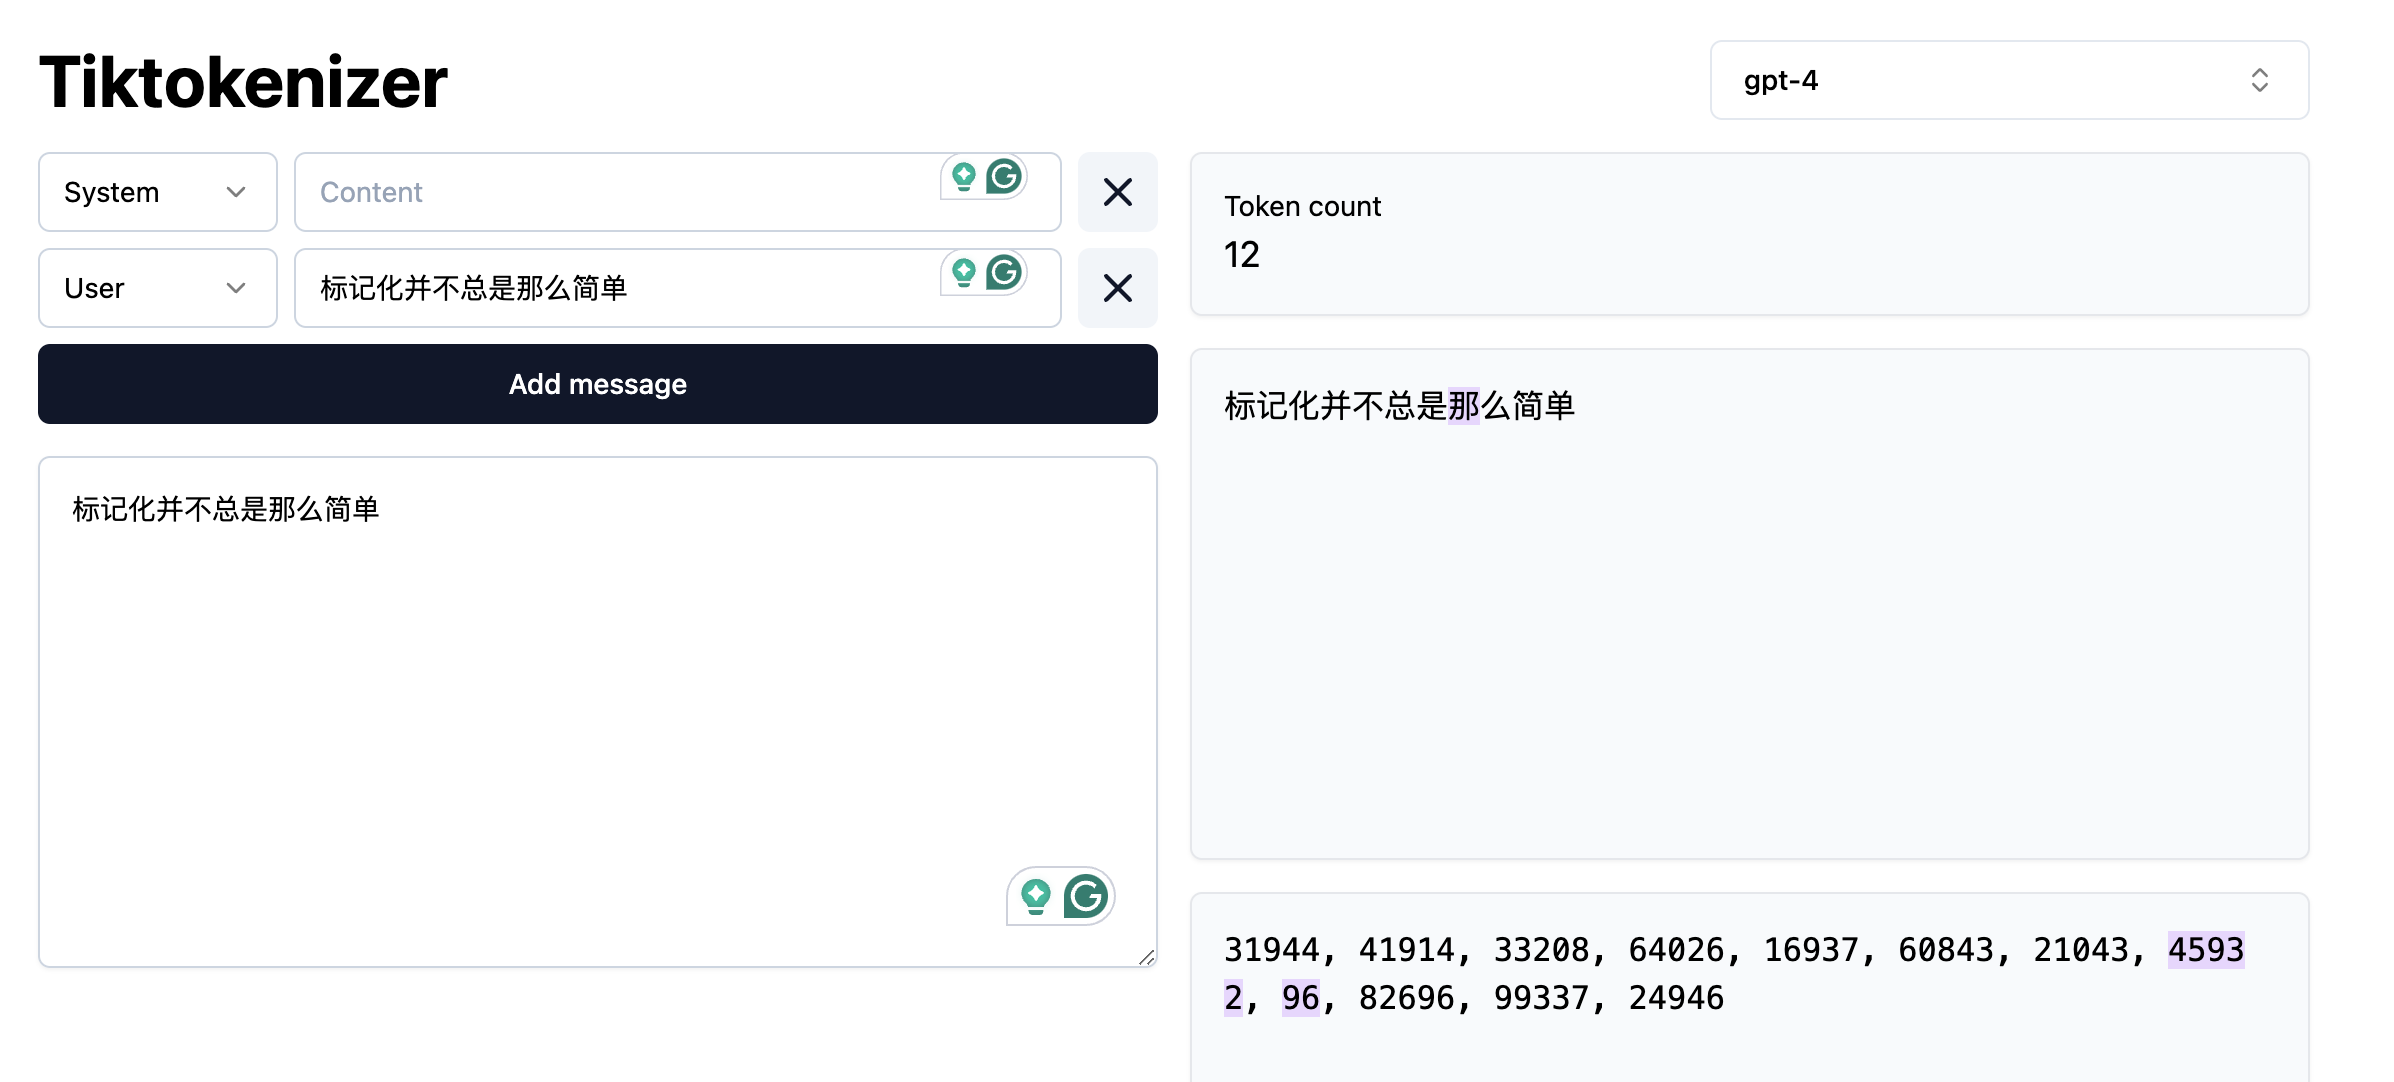 Tiktokenizer
gpt-4
System
Content
User
标记化并不总是那么简单
Add message
标记化并不总是那么简单
Token count
12
标记化并不总是那么简单
31944, 41914, 33208, 64026, 16937, 60843, 21043, 4593
2, 96, 82696, 99337, 24946